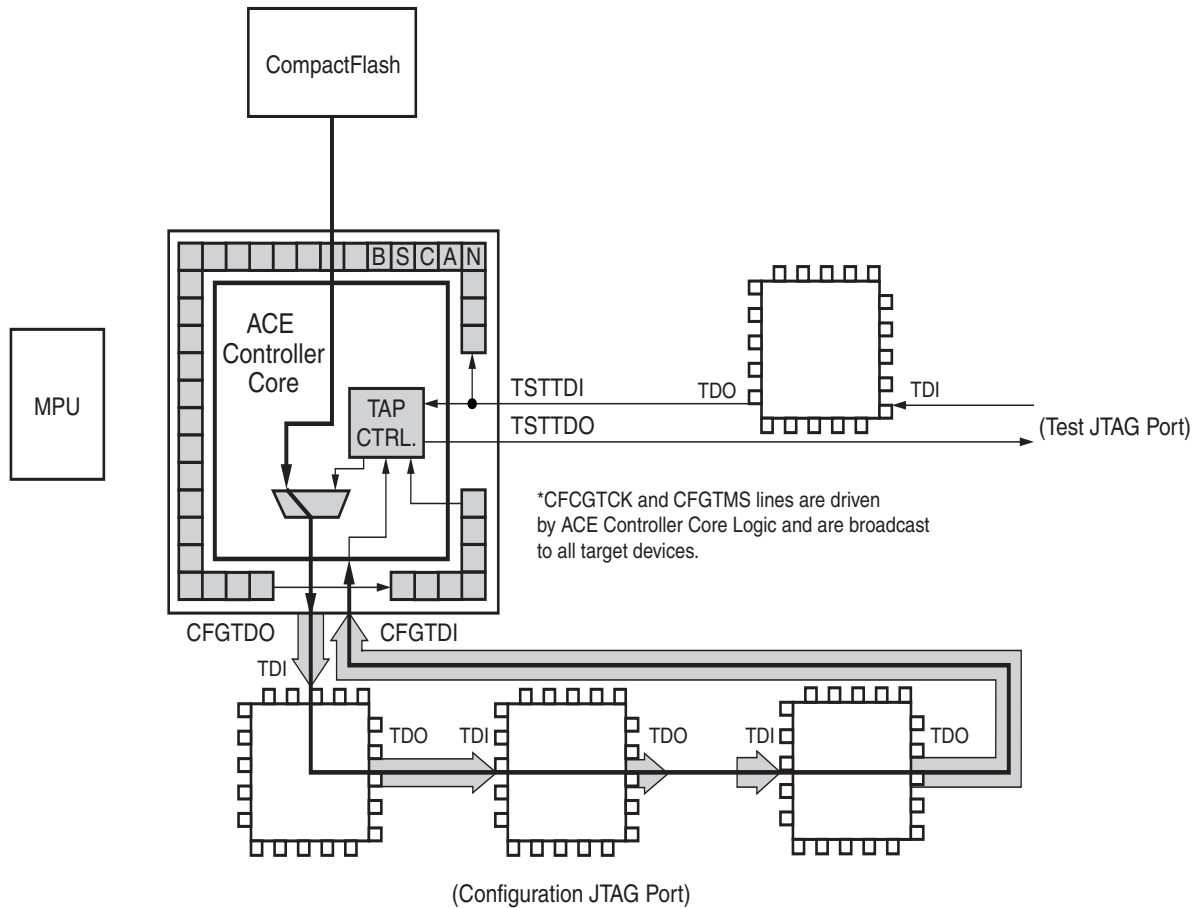 CompactFlash
B S C A N
ACE
Controller
Core
MPU
TAP
CTRL.
TSTTDI
TSTTDO
TDO
TDI
(Test JTAG Port)
*CFCGTCK and CFGTMS lines are driven
by ACE Controller Core Logic and are broadcast
to all target devices.
CFGTDO
CFGTDI
TDI
TDO
TDI
TDO
TDI
TDO
(Configuration JTAG Port)